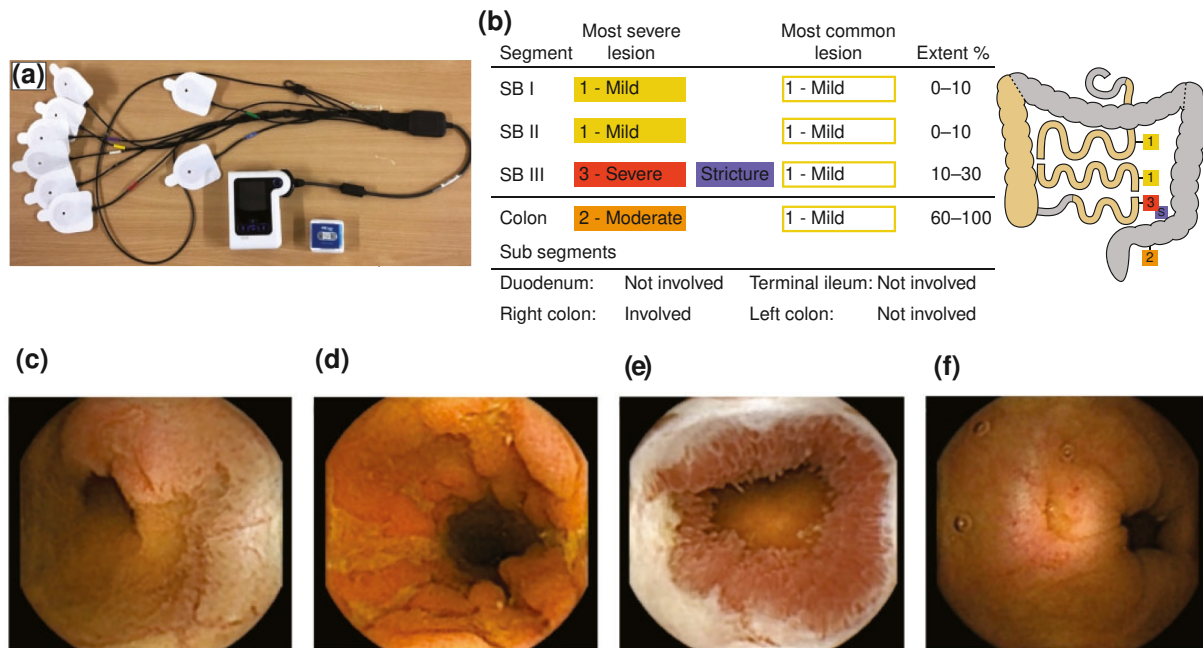 (a)
(b)
Segment Most severe lesion Most common lesion Extent %
SB I 1 - Mild 1 - Mild 0–10
SB II 1 - Mild 1 - Mild 0–10
SB III 3 - Severe Stricture 1 - Mild 10–30
Colon 2 - Moderate 1 - Mild 60–100
Sub segments
Duodenum: Not involved Terminal ileum: Not involved
Right colon: Involved Left colon: Not involved
1
1
3
S
2
(c)
(d)
(e)
(f)